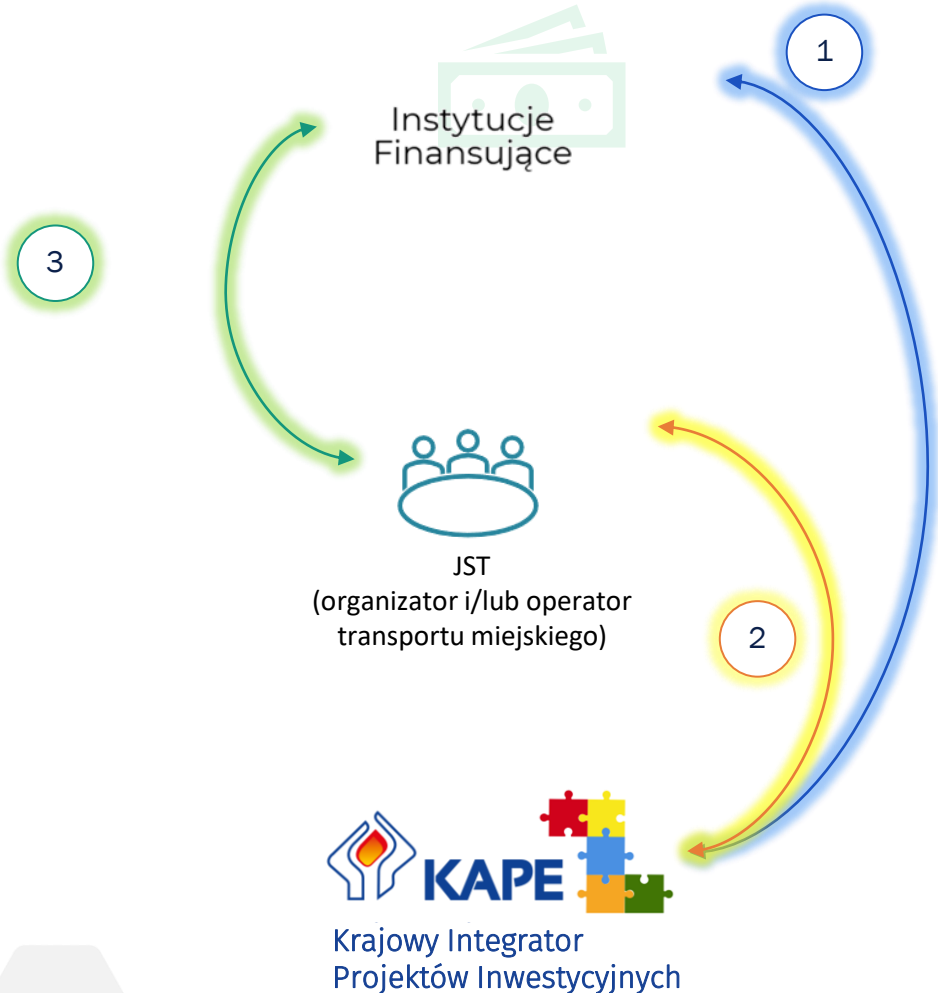 1
Instytucje
Finansujące
3
JST
(organizator i/lub operator
transportu miejskiego)
2
KAPE
Krajowy Integrator
Projektów Inwestycyjnych